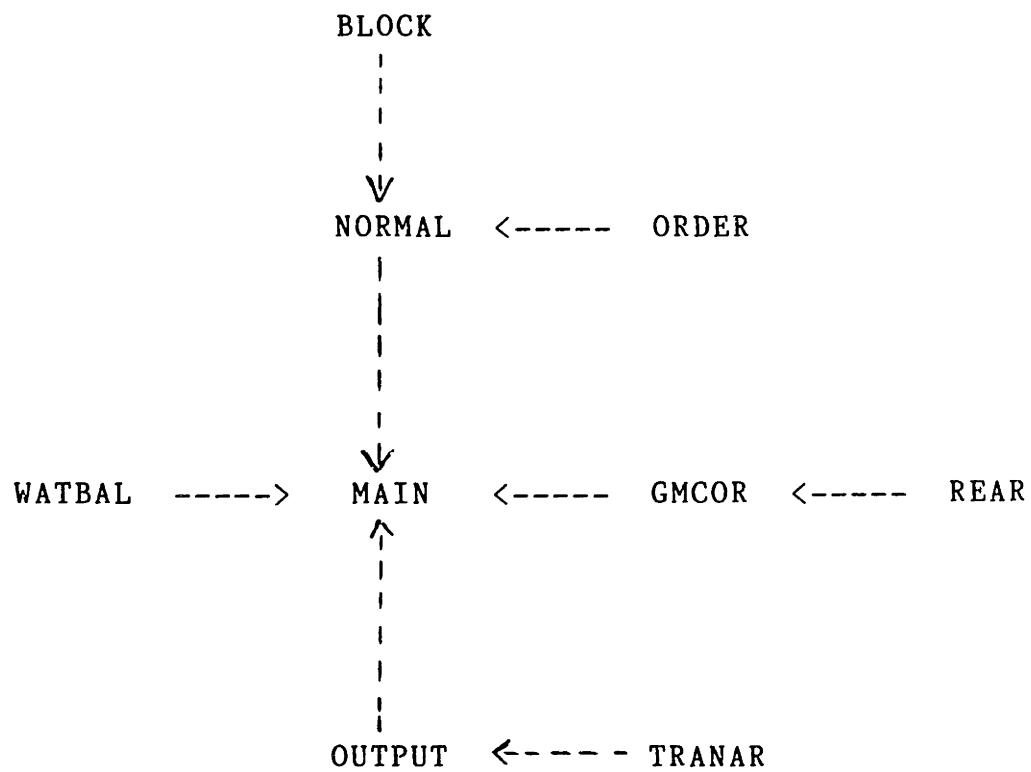 BLOCK
NORMAL <----- ORDER
WATBAL -----> MAIN <----- GMCOR <----- REAR
OUTPUT <----- TRANAR